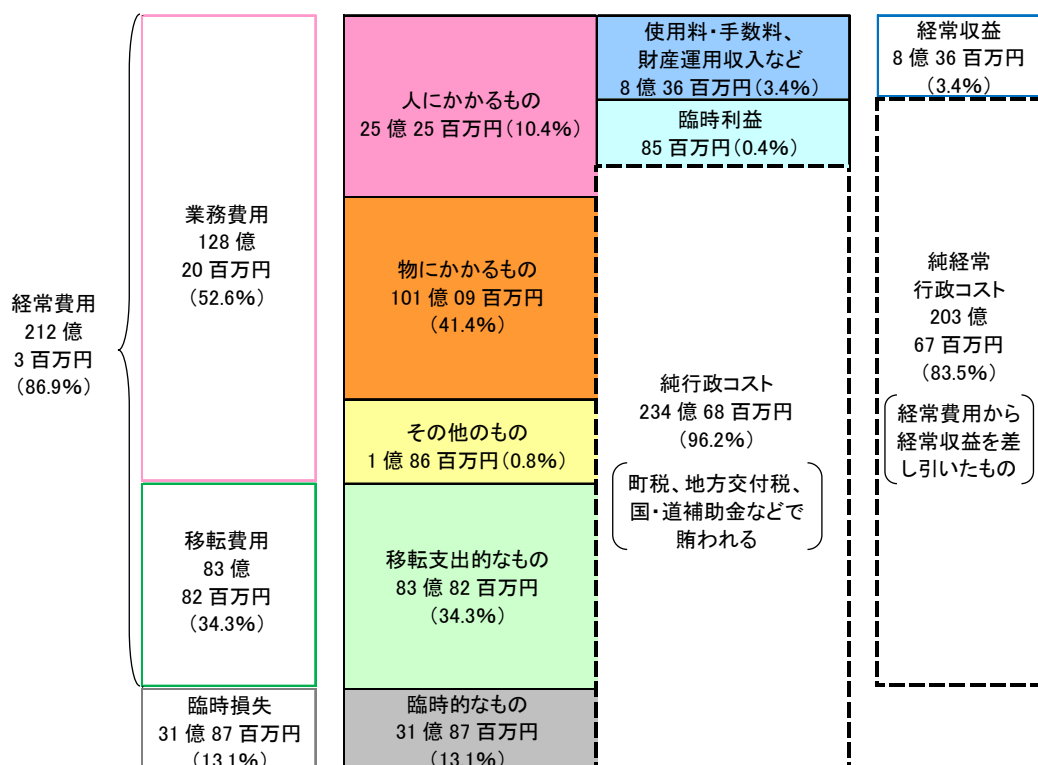 経常費用
212 億
3 百万円
(86.9%)
業務費用
128 億
20 百万円
(52.6%)
移転費用
83 億
82 百万円
(34.3%)
臨時損失
31 億 87 百万円
(13.1%)
人にかかるもの
25 億 25 百万円(10.4%)
物にかかるもの
101 億 09 百万円
(41.4%)
その他のもの
1 億 86 百万円(0.8%)
移転支出的なもの
83 億 82 百万円
(34.3%)
臨時的なもの
31 億 87 百万円
(13.1%)
使用料・手数料、
財産運用収入など
8 億 36 百万円(3.4%)
臨時利益
85 百万円(0.4%)
純行政コスト
234 億 68 百万円
(96.2%)
町税、地方交付税、
国・道補助金などで
賄われる
経常収益
8 億 36 百万円
(3.4%)
純経常
行政コスト
203 億
67 百万円
(83.5%)
経常費用から
経常収益を差
し引いたもの